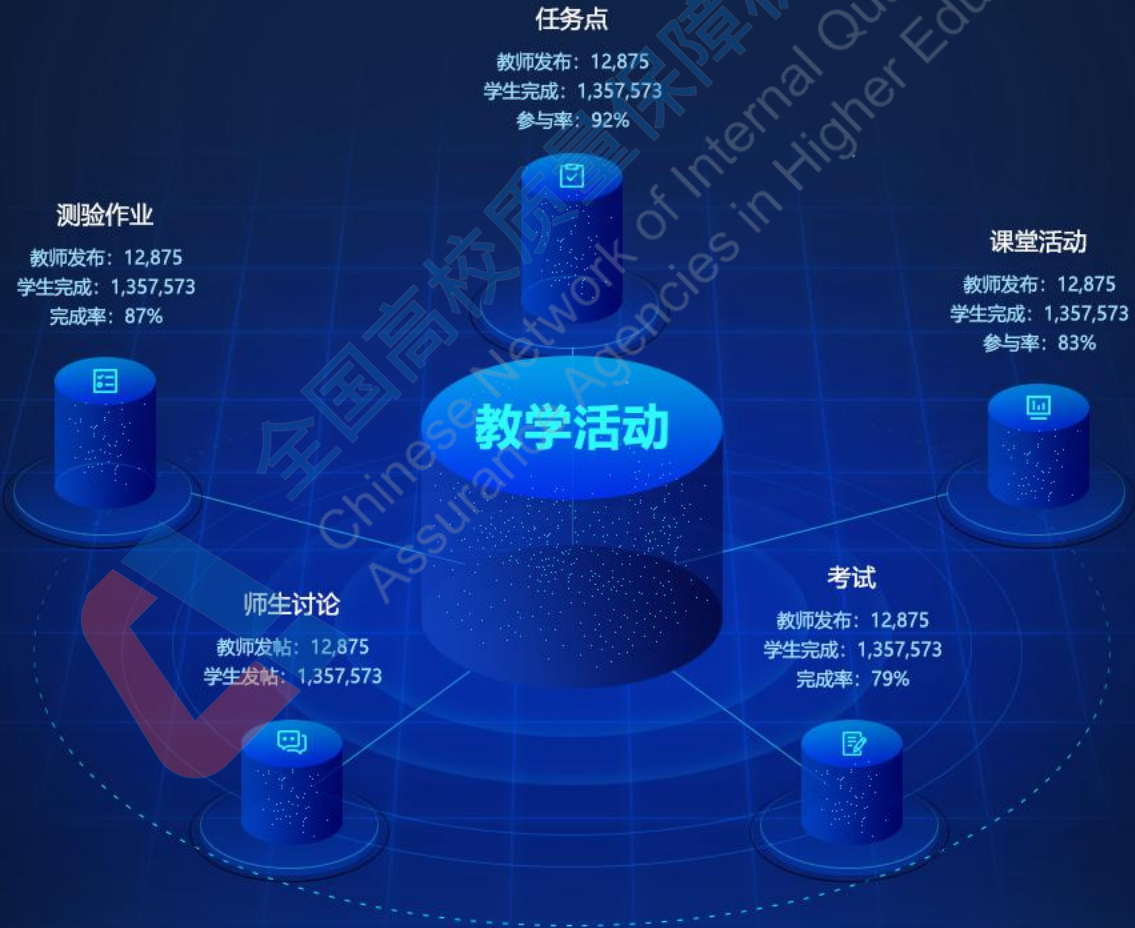 任务点
教师发布：12,875
学生完成：1,357,573
参与率：92%
测验作业
教师发布：12,875
学生完成：1,357,573
完成率：87%
课堂活动
教师发布：12,875
学生完成：1,357,573
参与率：83%
教学活动
师生讨论
教师发帖：12,875
学生发帖：1,357,573
考试
教师发布：12,875
学生完成：1,357,573
完成率：79%
全国高校质量保障
Chinese Network of Internal
Assurance Agencies in Higher